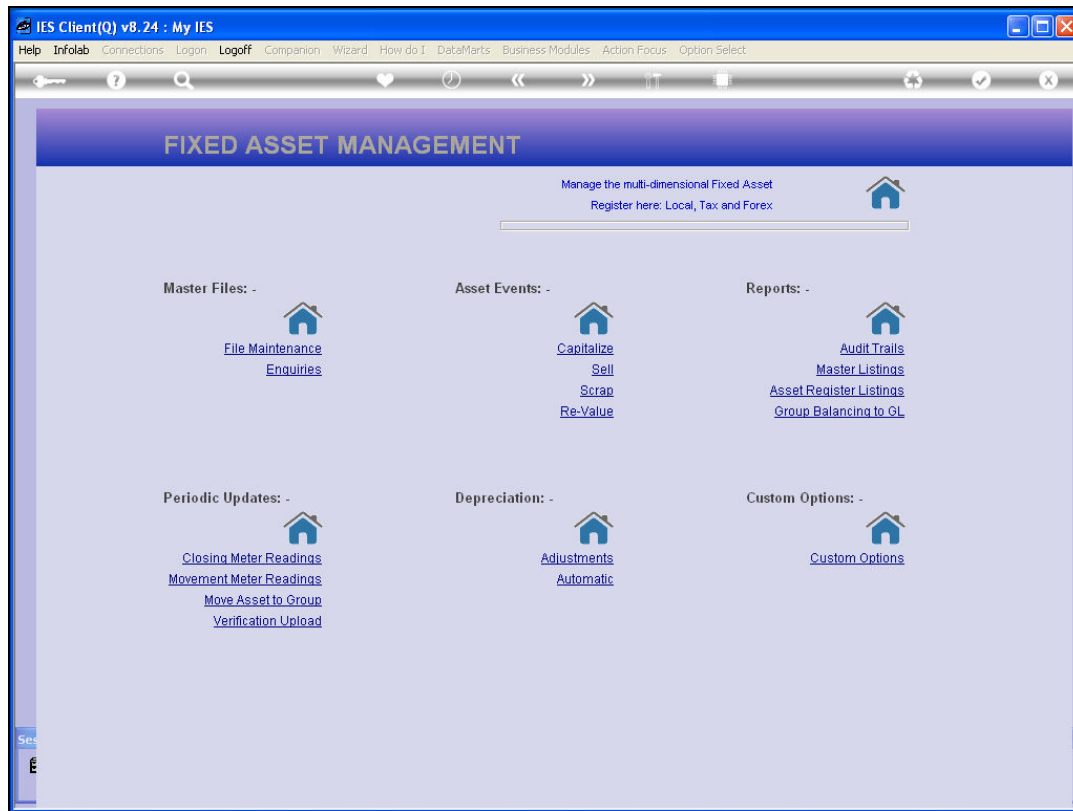 IES Client(Q) v8.24 : My IES
Help Infolab Connections Logon Logoff Companion Wizard How do I DataMarts Business Modules Action Focus Option Select
FIXED ASSET MANAGEMENT
Manage the multi-dimensional Fixed Asset
Register here: Local, Tax and Forex
Master Files: -
File Maintenance
Enquiries
Asset Events: -
Capitalize
Sell
Scrap
Re-Value
Reports: -
Audit Trails
Master Listings
Asset Register Listings
Group Balancing to GL
Periodic Updates: -
Closing Meter Readings
Movement Meter Readings
Move Asset to Group
Verification Upload
Depreciation: -
Adjustments
Automatic
Custom Options: -
Custom Options